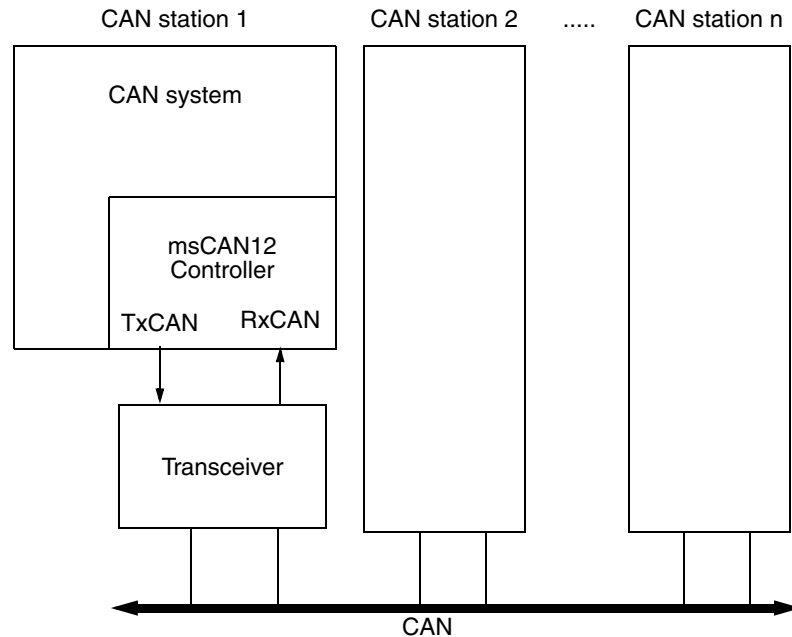 CAN station 1
CAN station 2
.....
CAN station n
CAN system
msCAN12
Controller
TxCAN
RxCAN
Transceiver
CAN